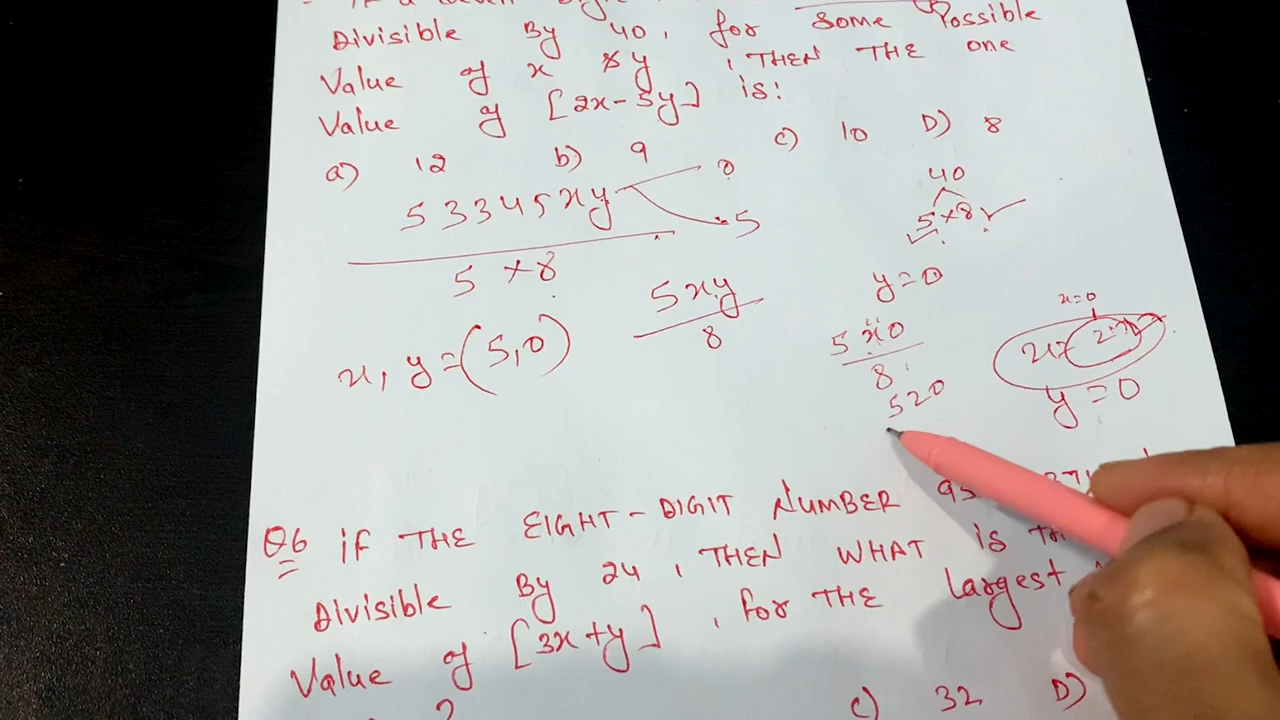 if a
Divisible By 40, for some Possible
Value of x & y, THEN THE one
Value of [2x-5y] is:
a) 12 b) 9 c) 10 D) 8
53345xy 0
5
5 × 8
40
5×8
x, y = (5,0)
5xy
8
y=0
5x0
8
520
x=0
y=0
Q6 if THE EIGHT-DIGIT NUMBER
Divisible By 24, THEN WHAT is
Value of [3x+y], for THE largest
c) 32 D)